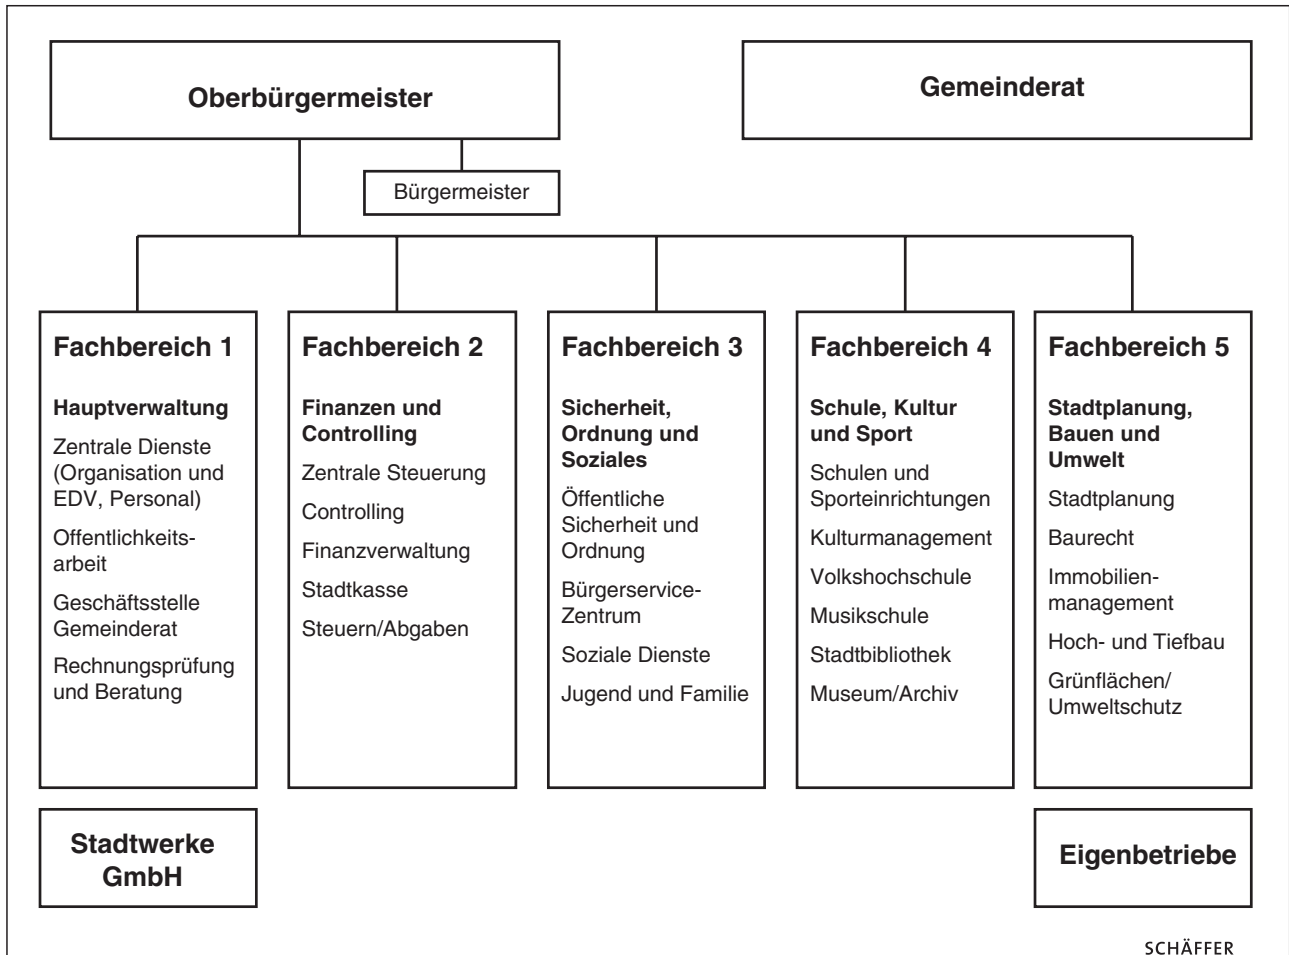 Oberbürgermeister
Gemeinderat
Bürgermeister
Fachbereich 1
Hauptverwaltung
Zentrale Dienste
(Organisation und
EDV, Personal)
Offentlichkeits-
arbeit
Geschäftsstelle
Gemeinderat
Rechnungsprüfung
und Beratung
Fachbereich 2
Finanzen und
Controlling
Zentrale Steuerung
Controlling
Finanzverwaltung
Stadtkasse
Steuern/Abgaben
Fachbereich 3
Sicherheit,
Ordnung und
Soziales
Öffentliche
Sicherheit und
Ordnung
Bürgerservice-
Zentrum
Soziale Dienste
Jugend und Familie
Fachbereich 4
Schule, Kultur
und Sport
Schulen und
Sporteinrichtungen
Kulturmanagement
Volkshochschule
Musikschule
Stadtbibliothek
Museum/Archiv
Fachbereich 5
Stadtplanung,
Bauen und
Umwelt
Stadtplanung
Baurecht
Immobilien-
management
Hoch- und Tiefbau
Grünflächen/
Umweltschutz
Stadtwerke
GmbH
Eigenbetriebe
SCHÄFFER